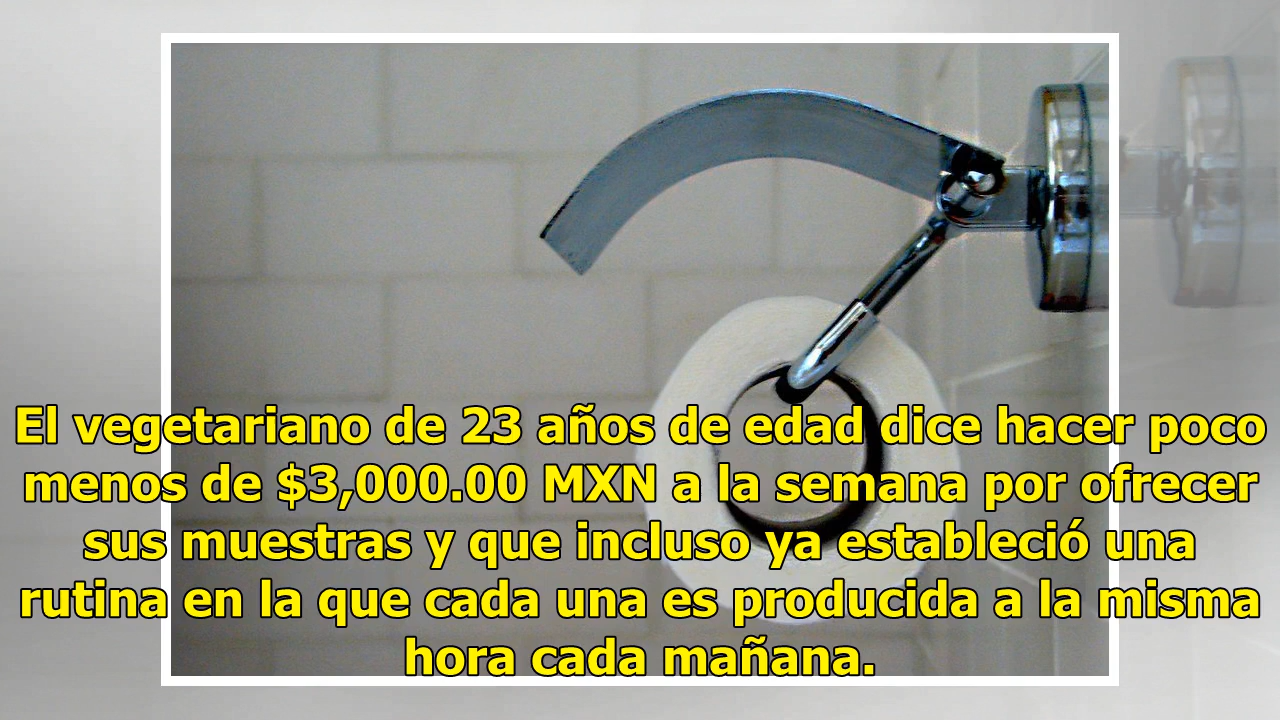 El vegetariano de 23 años de edad dice hacer poco
menos de $3,000.00 MXN a la semana por ofrecer
sus muestras y que incluso ya estableció una
rutina en la que cada una es producida a la misma
hora cada mañana.